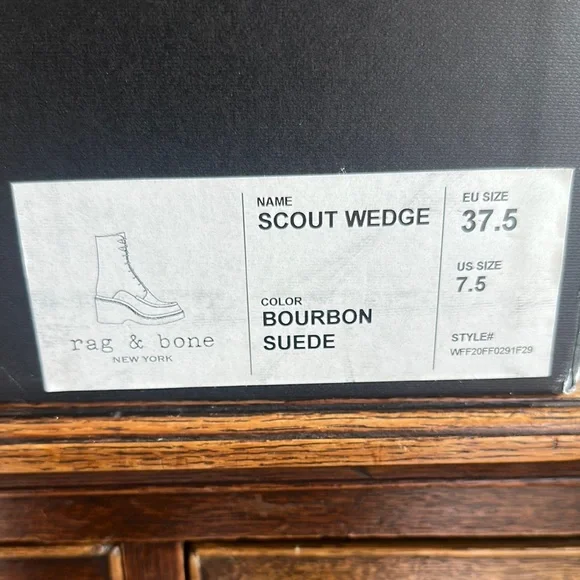 rag & bone
NEW YORK
NAME
SCOUT WEDGE
COLOR
BOURBON
SUEDE
EU SIZE
37.5
US SIZE
7.5
STYLE#
WFF20FF0291F29